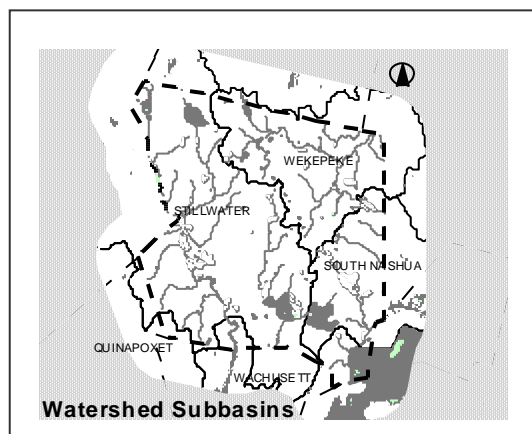 WEKEPEKE
STILLWATER
SOUTH NASHUA
QUINAPOXET
WACHUSETT
Watershed Subbasins